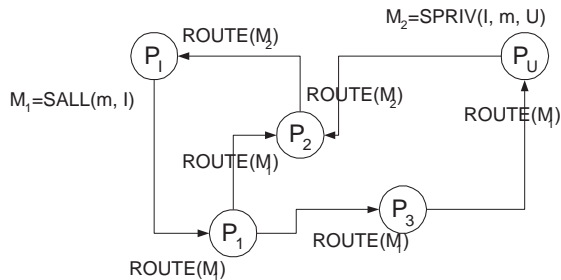 M2=SPRIV(I, m, U)
ROUTE(M2)
PI
PU
M1=SALL(m, I)
ROUTE(M2)
ROUTE(M1)
P2
ROUTE(M1)
P3
P1
ROUTE(M1)
ROUTE(M1)